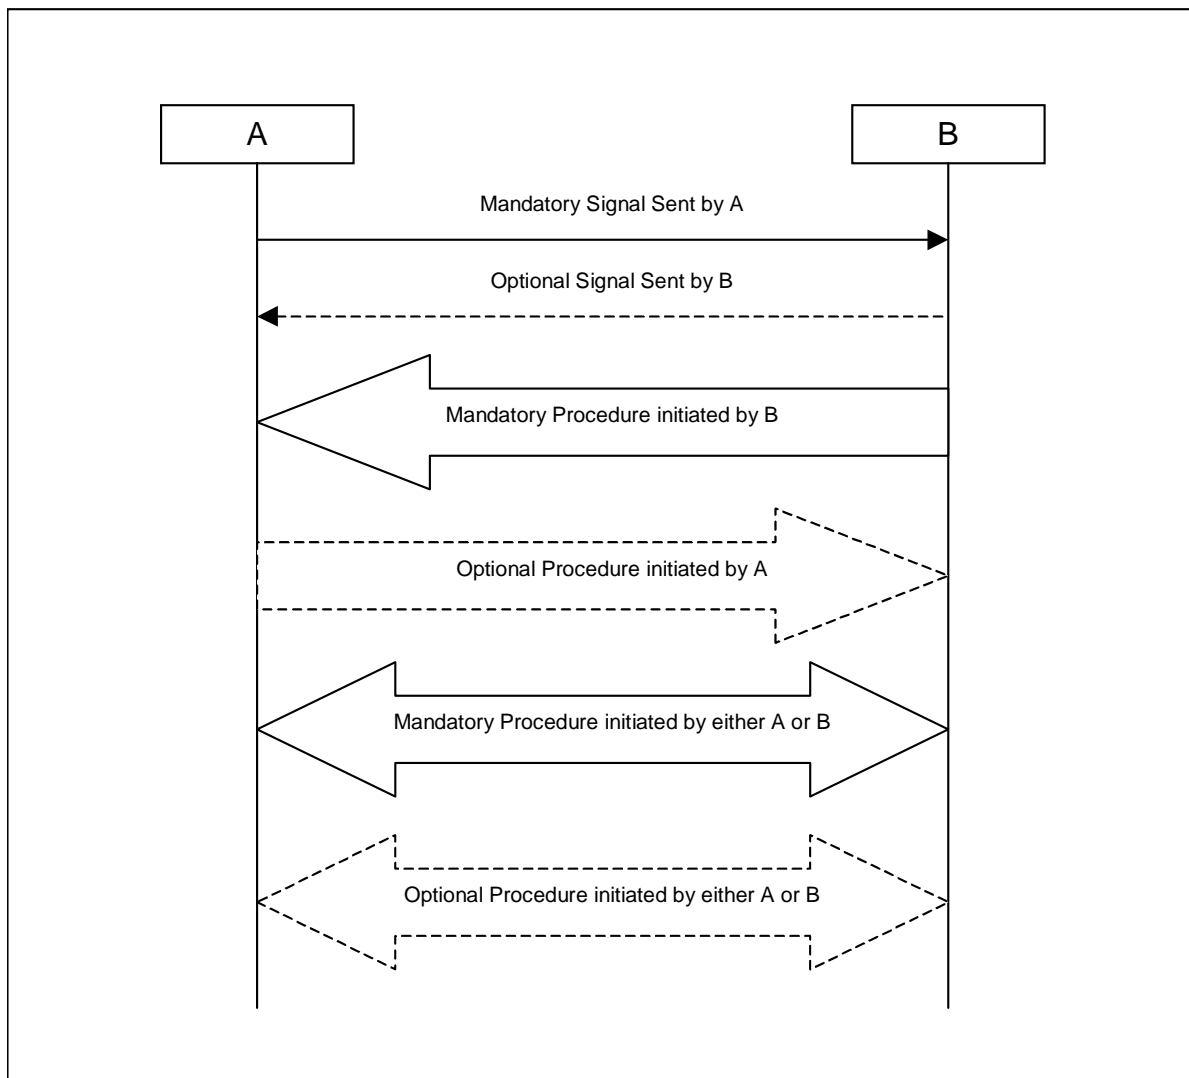 A
B
Mandatory Signal Sent by A
Optional Signal Sent by B
Mandatory Procedure initiated by B
Optional Procedure initiated by A
Mandatory Procedure initiated by either A or B
Optional Procedure initiated by either A or B